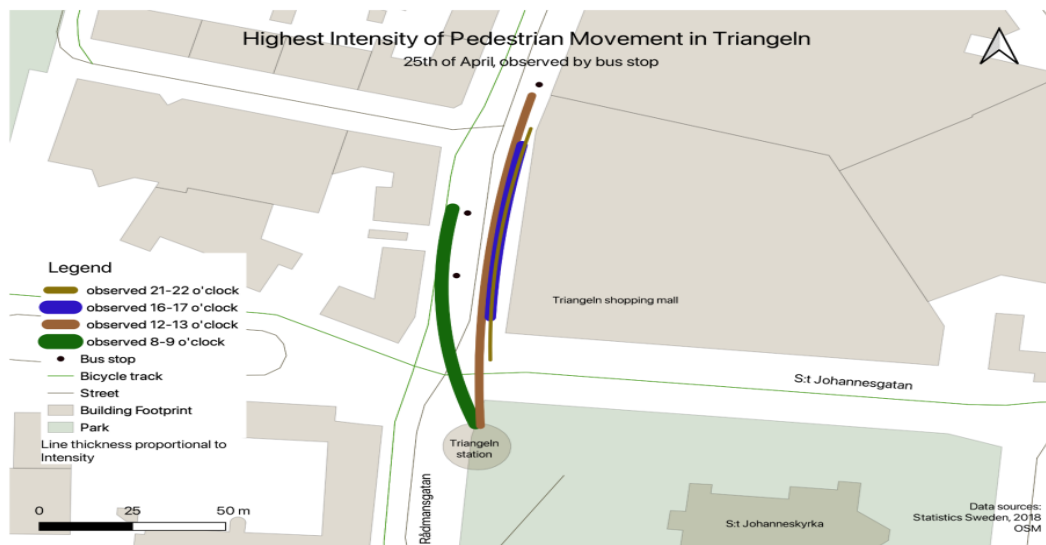 Highest Intensity of Pedestrian Movement in Triangeln
25th of April, observed by bus stop
Legend
observed 21-22 o'clock
observed 16-17 o'clock
observed 12-13 o'clock
observed 8-9 o'clock
Bus stop
Bicycle track
Street
Building Footprint
Park
Line thickness proportional to
Intensity
Triangeln shopping mall
S:t Johannesgatan
Triangeln
station
Rådmansgatan
S:t Johanneskyrka
0 25 50 m
Data sources:
Statistics Sweden, 2018
OSM